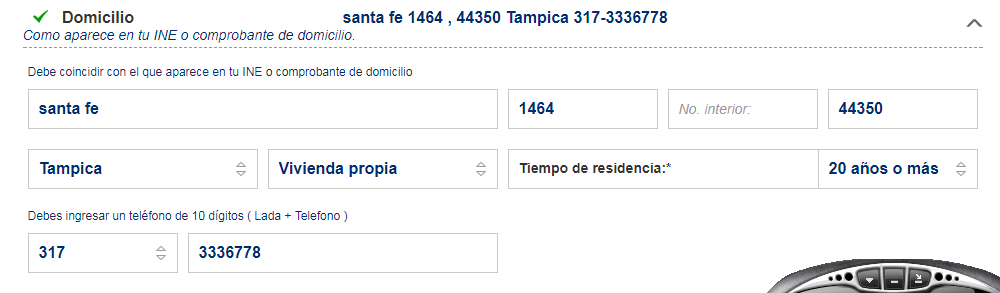 Domicilio santa fe 1464 , 44350 Tampica 317-3336778
Como aparece en tu INE o comprobante de domicilio.
Debe coincidir con el que aparece en tu INE o comprobante de domicilio
santa fe 1464 No. interior: 44350
Tampica Vivienda propia Tiempo de residencia:* 20 años o más
Debes ingresar un teléfono de 10 dígitos ( Lada + Telefono )
317 3336778